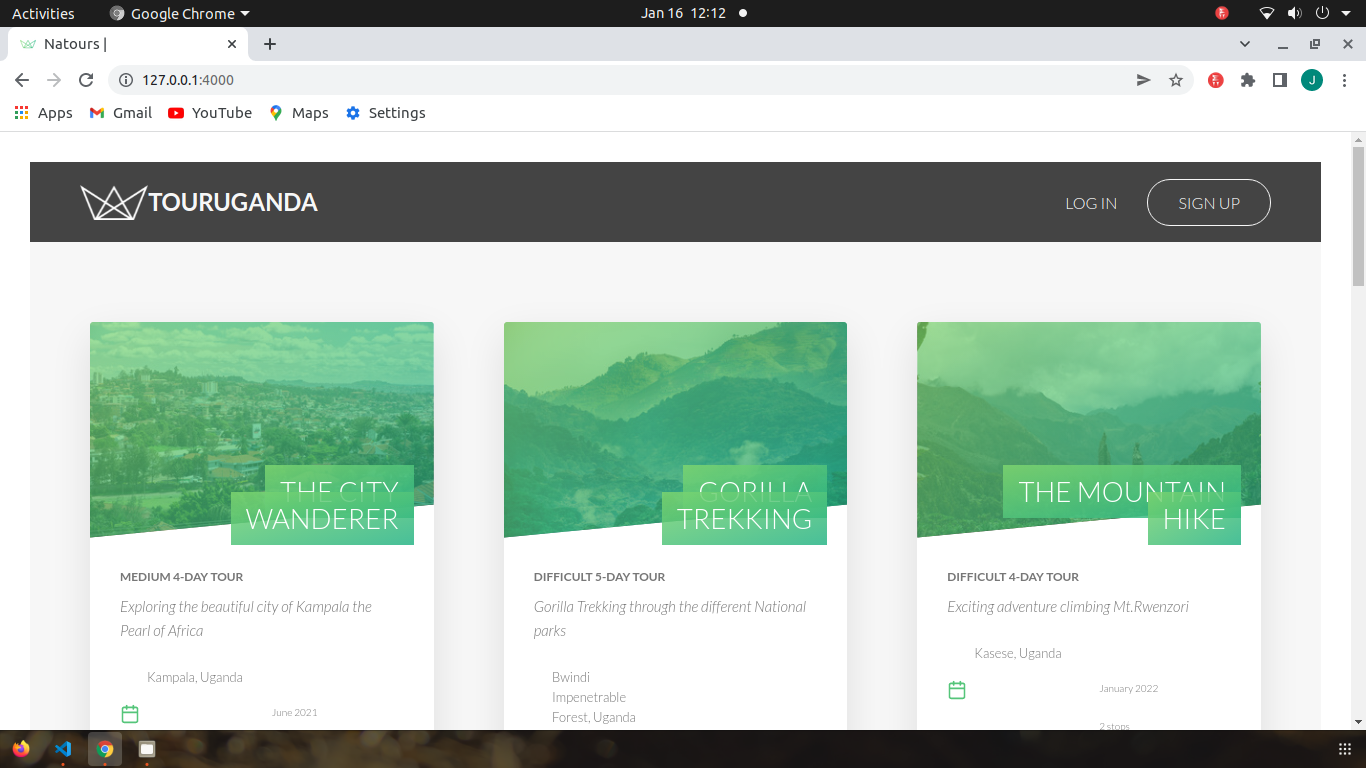 Activities
Google Chrome
Jan 16 12:12
Natours |
127.0.0.1:4000
J
Apps
Gmail
YouTube
Maps
Settings
TOURUGANDA
LOG IN
SIGN UP
THE CITY
WANDERER
MEDIUM 4-DAY TOUR
Exploring the beautiful city of Kampala the
Pearl of Africa
Kampala, Uganda
June 2021
GORILLA
TREKKING
DIFFICULT 5-DAY TOUR
Gorilla Trekking through the different National
parks
Bwindi
Impenetrable
Forest, Uganda
THE MOUNTAIN
HIKE
DIFFICULT 4-DAY TOUR
Exciting adventure climbing Mt.Rwenzori
Kasese, Uganda
January 2022
2 stops